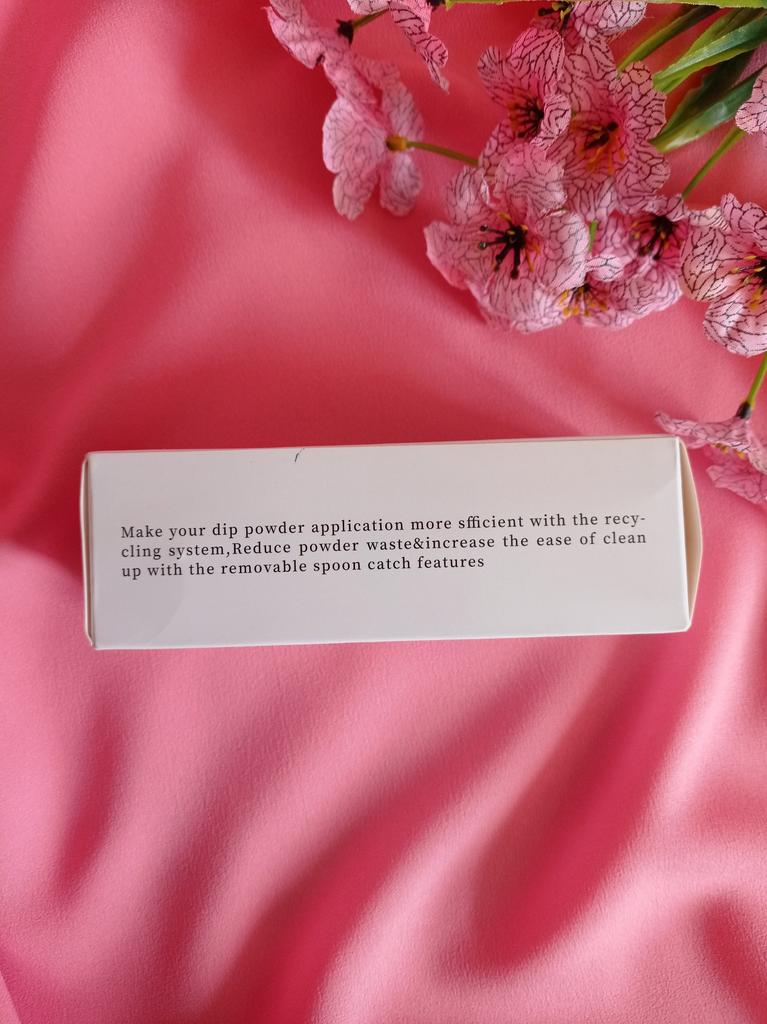 Make your dip powder application more sfficient with the recy-
cling system,Reduce powder waste&increase the ease of clean
up with the removable spoon catch features